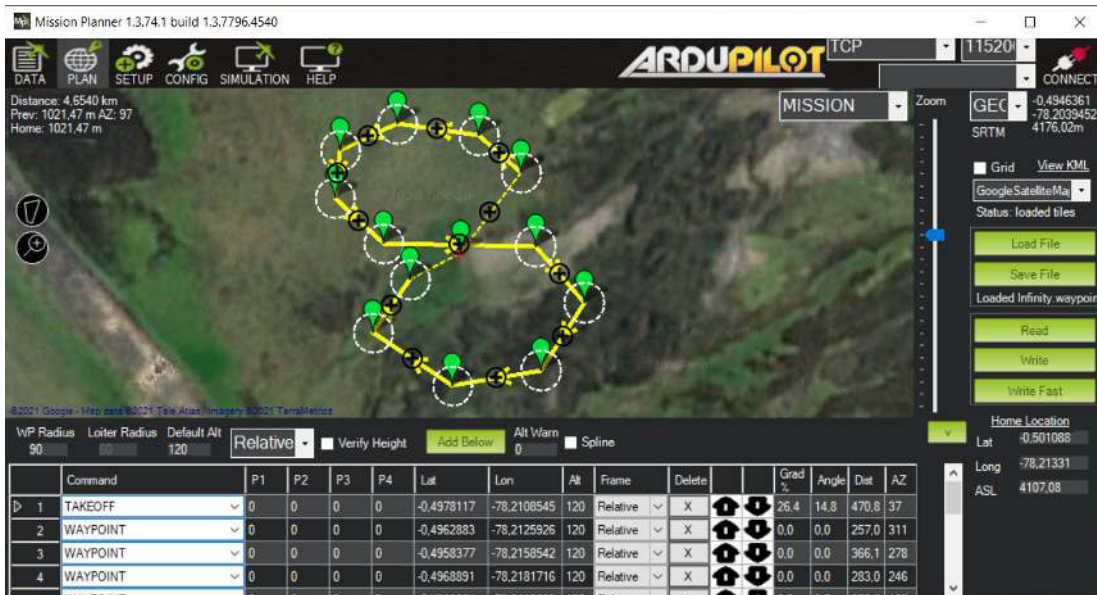 Mission Planner 1.3.74.1 build 1.3.7796.4540
DATA PLAN SETUP CONFIG SIMULATION HELP
ARDUPILOT
TCP 11520
CONNECT
Distance: 4,6540 km
Prev: 1021,47 m AZ: 97
Home: 1021,47 m
MISSION
Zoom
GEC -0,4946361
-78.2039452
SRTM 4176,02m
Grid View KML
GoogleSatelliteMa
Status: loaded tiles
Load File
Save File
Loaded Infinity.waypoin
Read
Write
Write Fast
Home Location
Lat -0,501088
Long -78,21331
ASL 4107,08
©2021 Google - Map data ©2021 Tele Atlas, Imagery ©2021 TerraMetrics
WP Radius Loiter Radius Default Alt
90 60 120 Relative Verify Height Add Below Alt Warn 0 Spline
Command P1 P2 P3 P4 Lat Lon Alt Frame Delete Grad % Angle Dist AZ
1 TAKEOFF 0 0 0 0 -0,4978117 -78,2108545 120 Relative X 26,4 14,8 470,8 37
2 WAYPOINT 0 0 0 0 -0,4962883 -78,2125926 120 Relative X 0,0 0,0 257,0 311
3 WAYPOINT 0 0 0 0 -0,4958377 -78,2158542 120 Relative X 0,0 0,0 366,1 278
4 WAYPOINT 0 0 0 0 -0,4968891 -78,2181716 120 Relative X 0,0 0,0 283,0 246